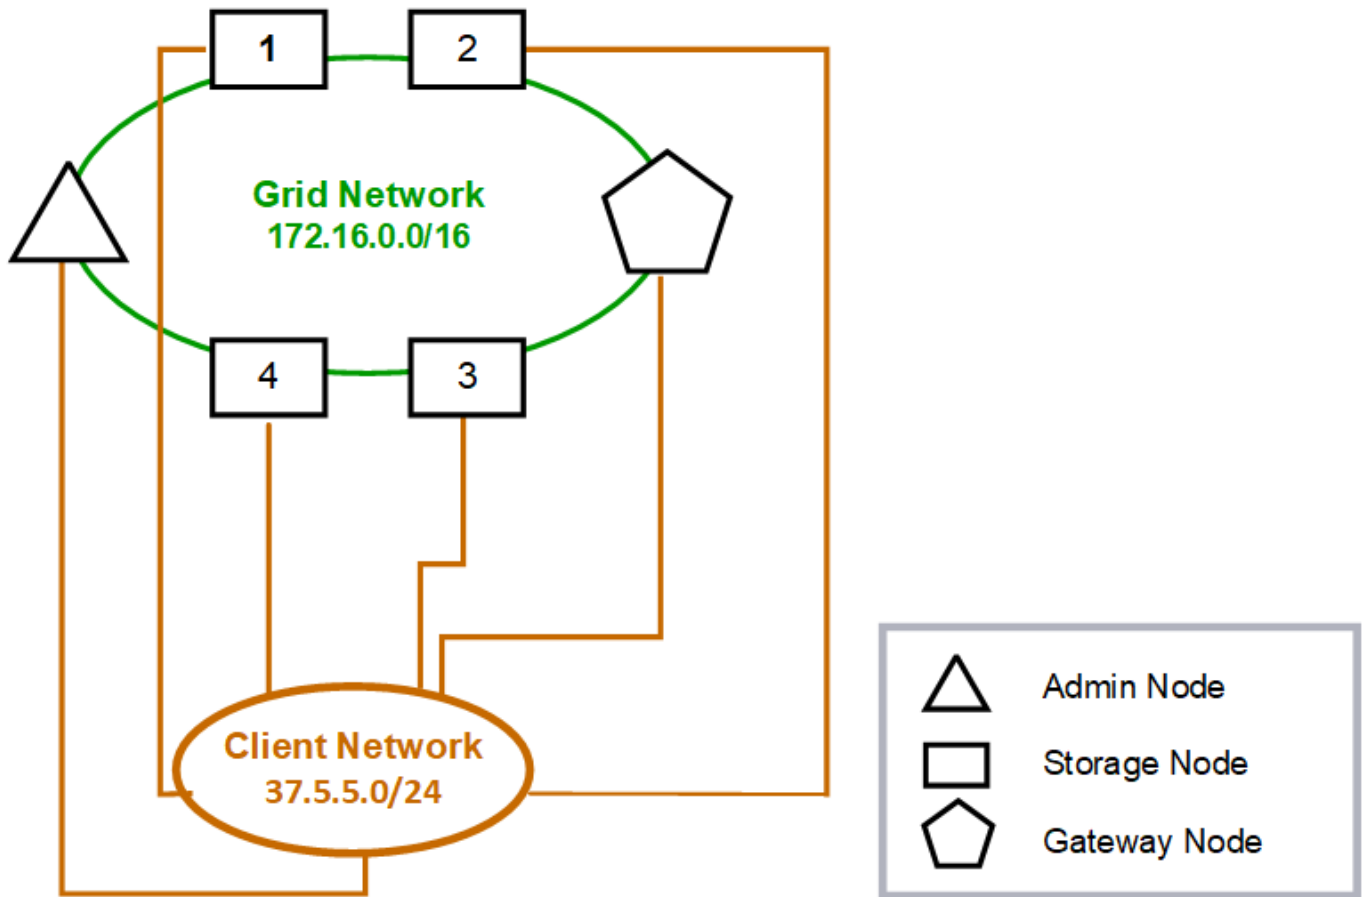 1
2
Grid Network
172.16.0.0/16
4
3
Client Network
37.5.5.0/24
Admin Node
Storage Node
Gateway Node